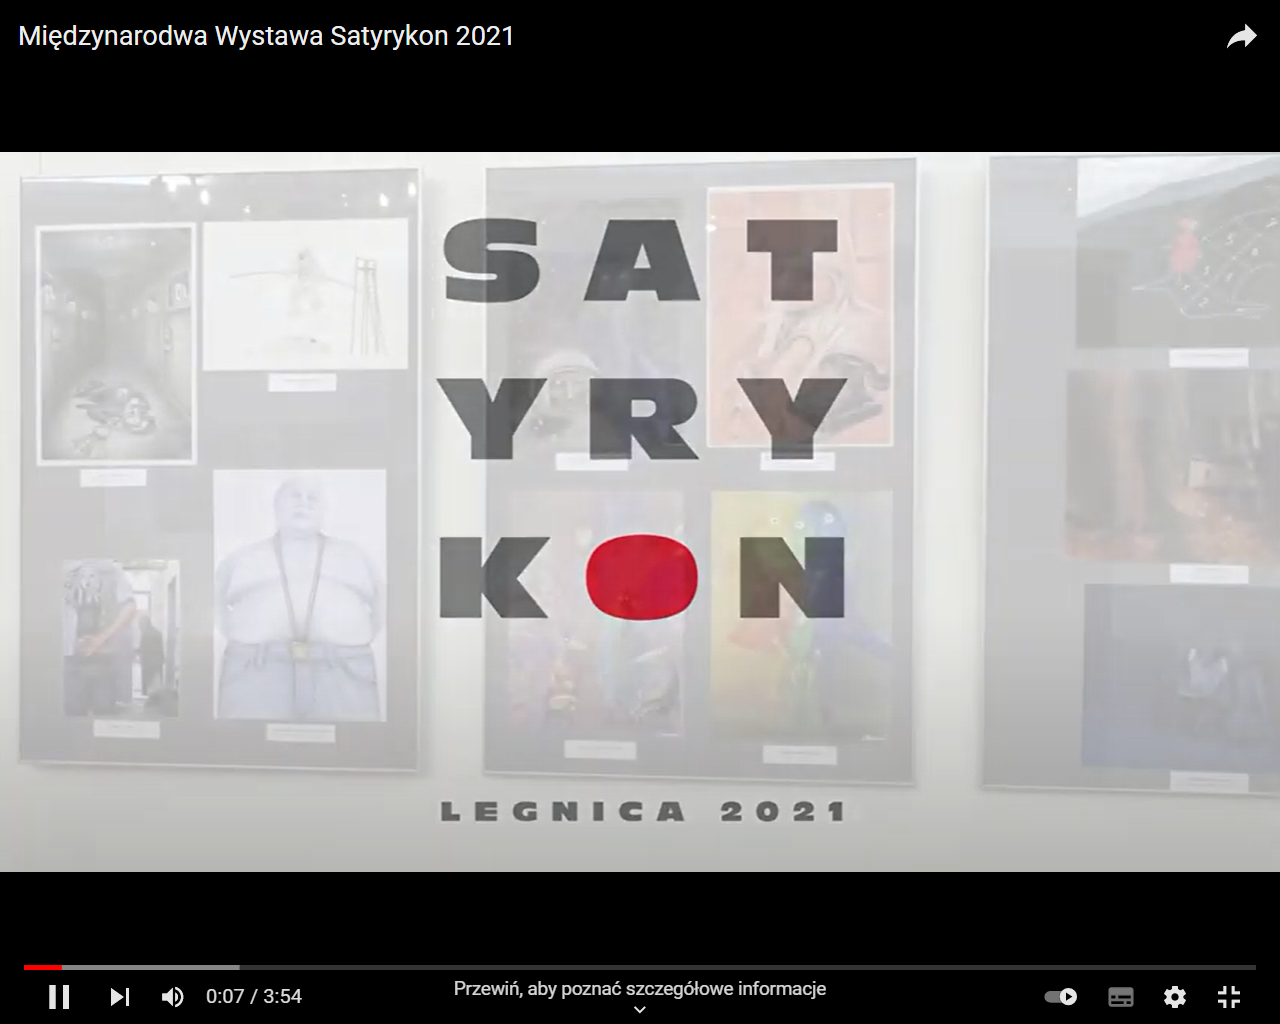 Międzynarodwa Wystawa Satyrykon 2021
SAT
YRY
KON
LEGNICA 2021
0:07 / 3:54
Przewiń, aby poznać szczegółowe informacje